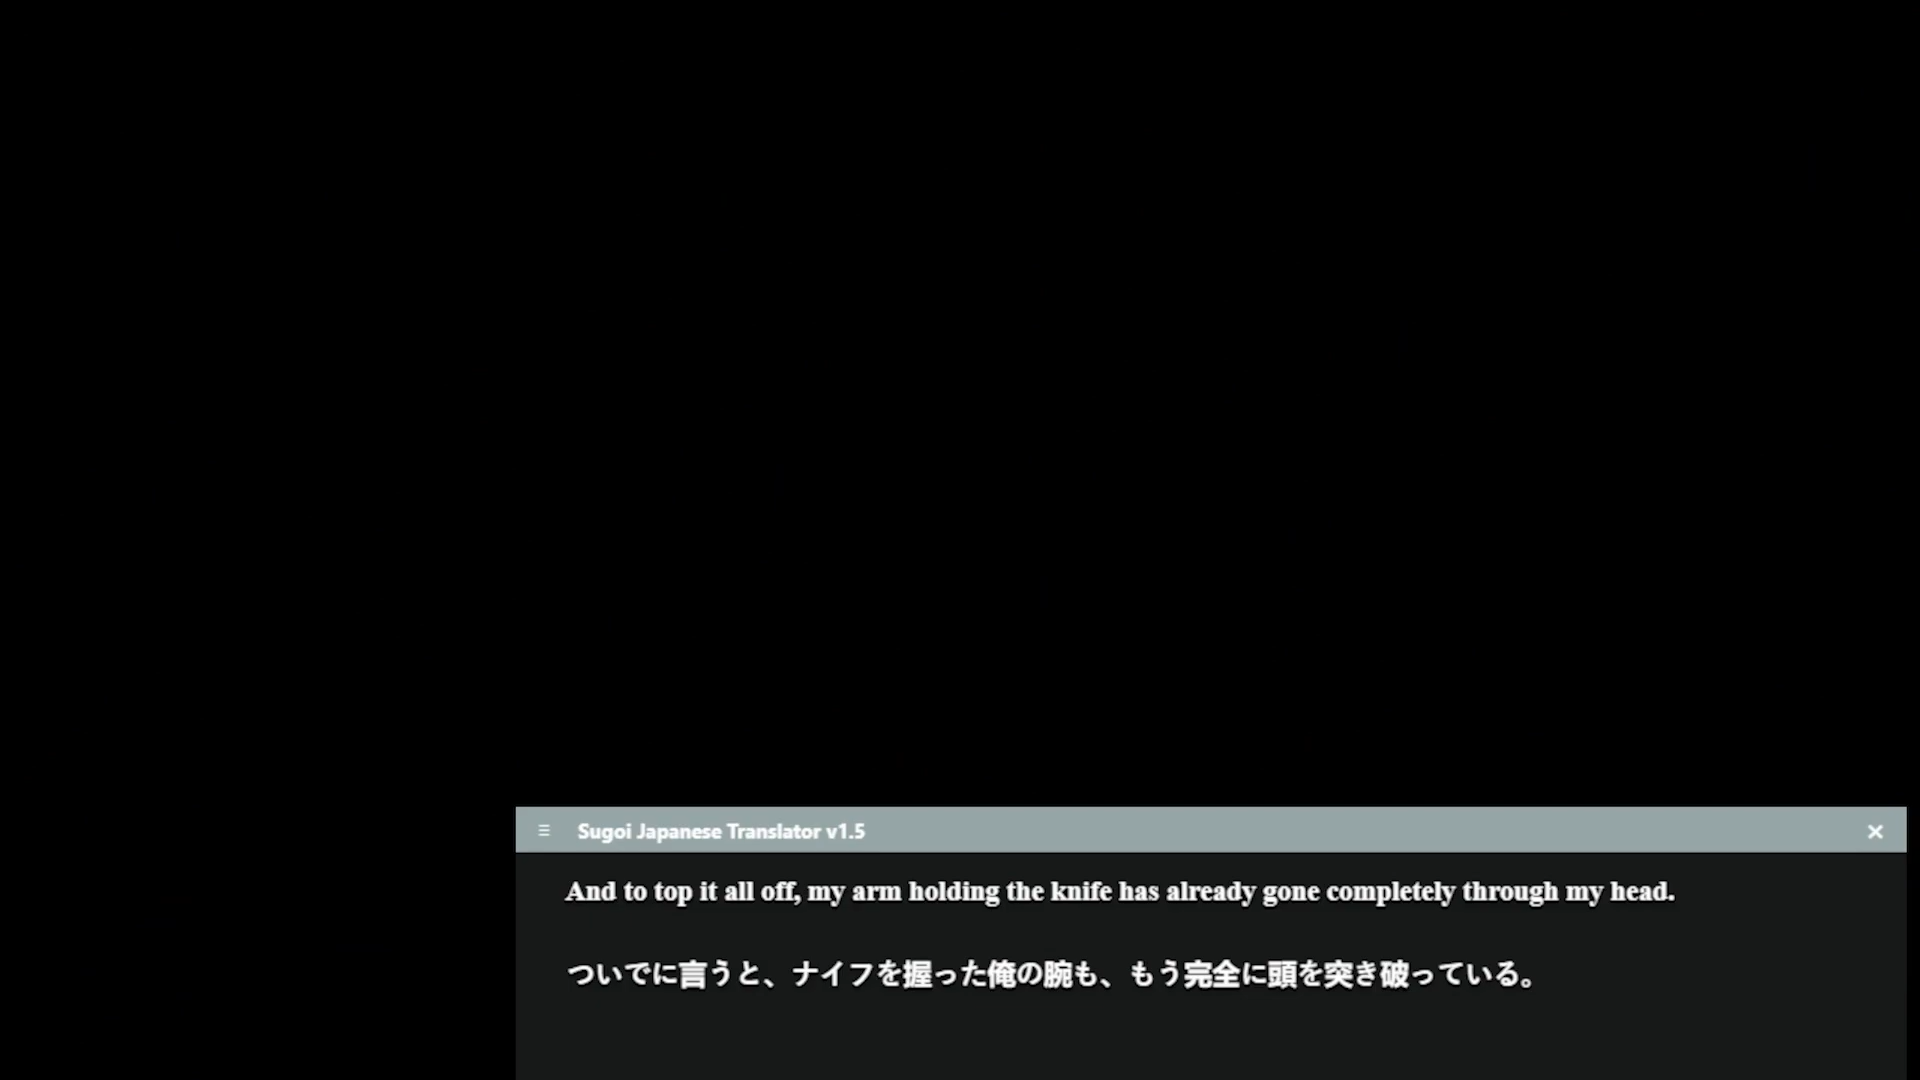 Sugoi Japanese Translator v1.5
And to top it all off, my arm holding the knife has already gone completely through my head.
ついでに言うと、ナイフを握った俺の腕も、もう完全に頭を突き破っている。